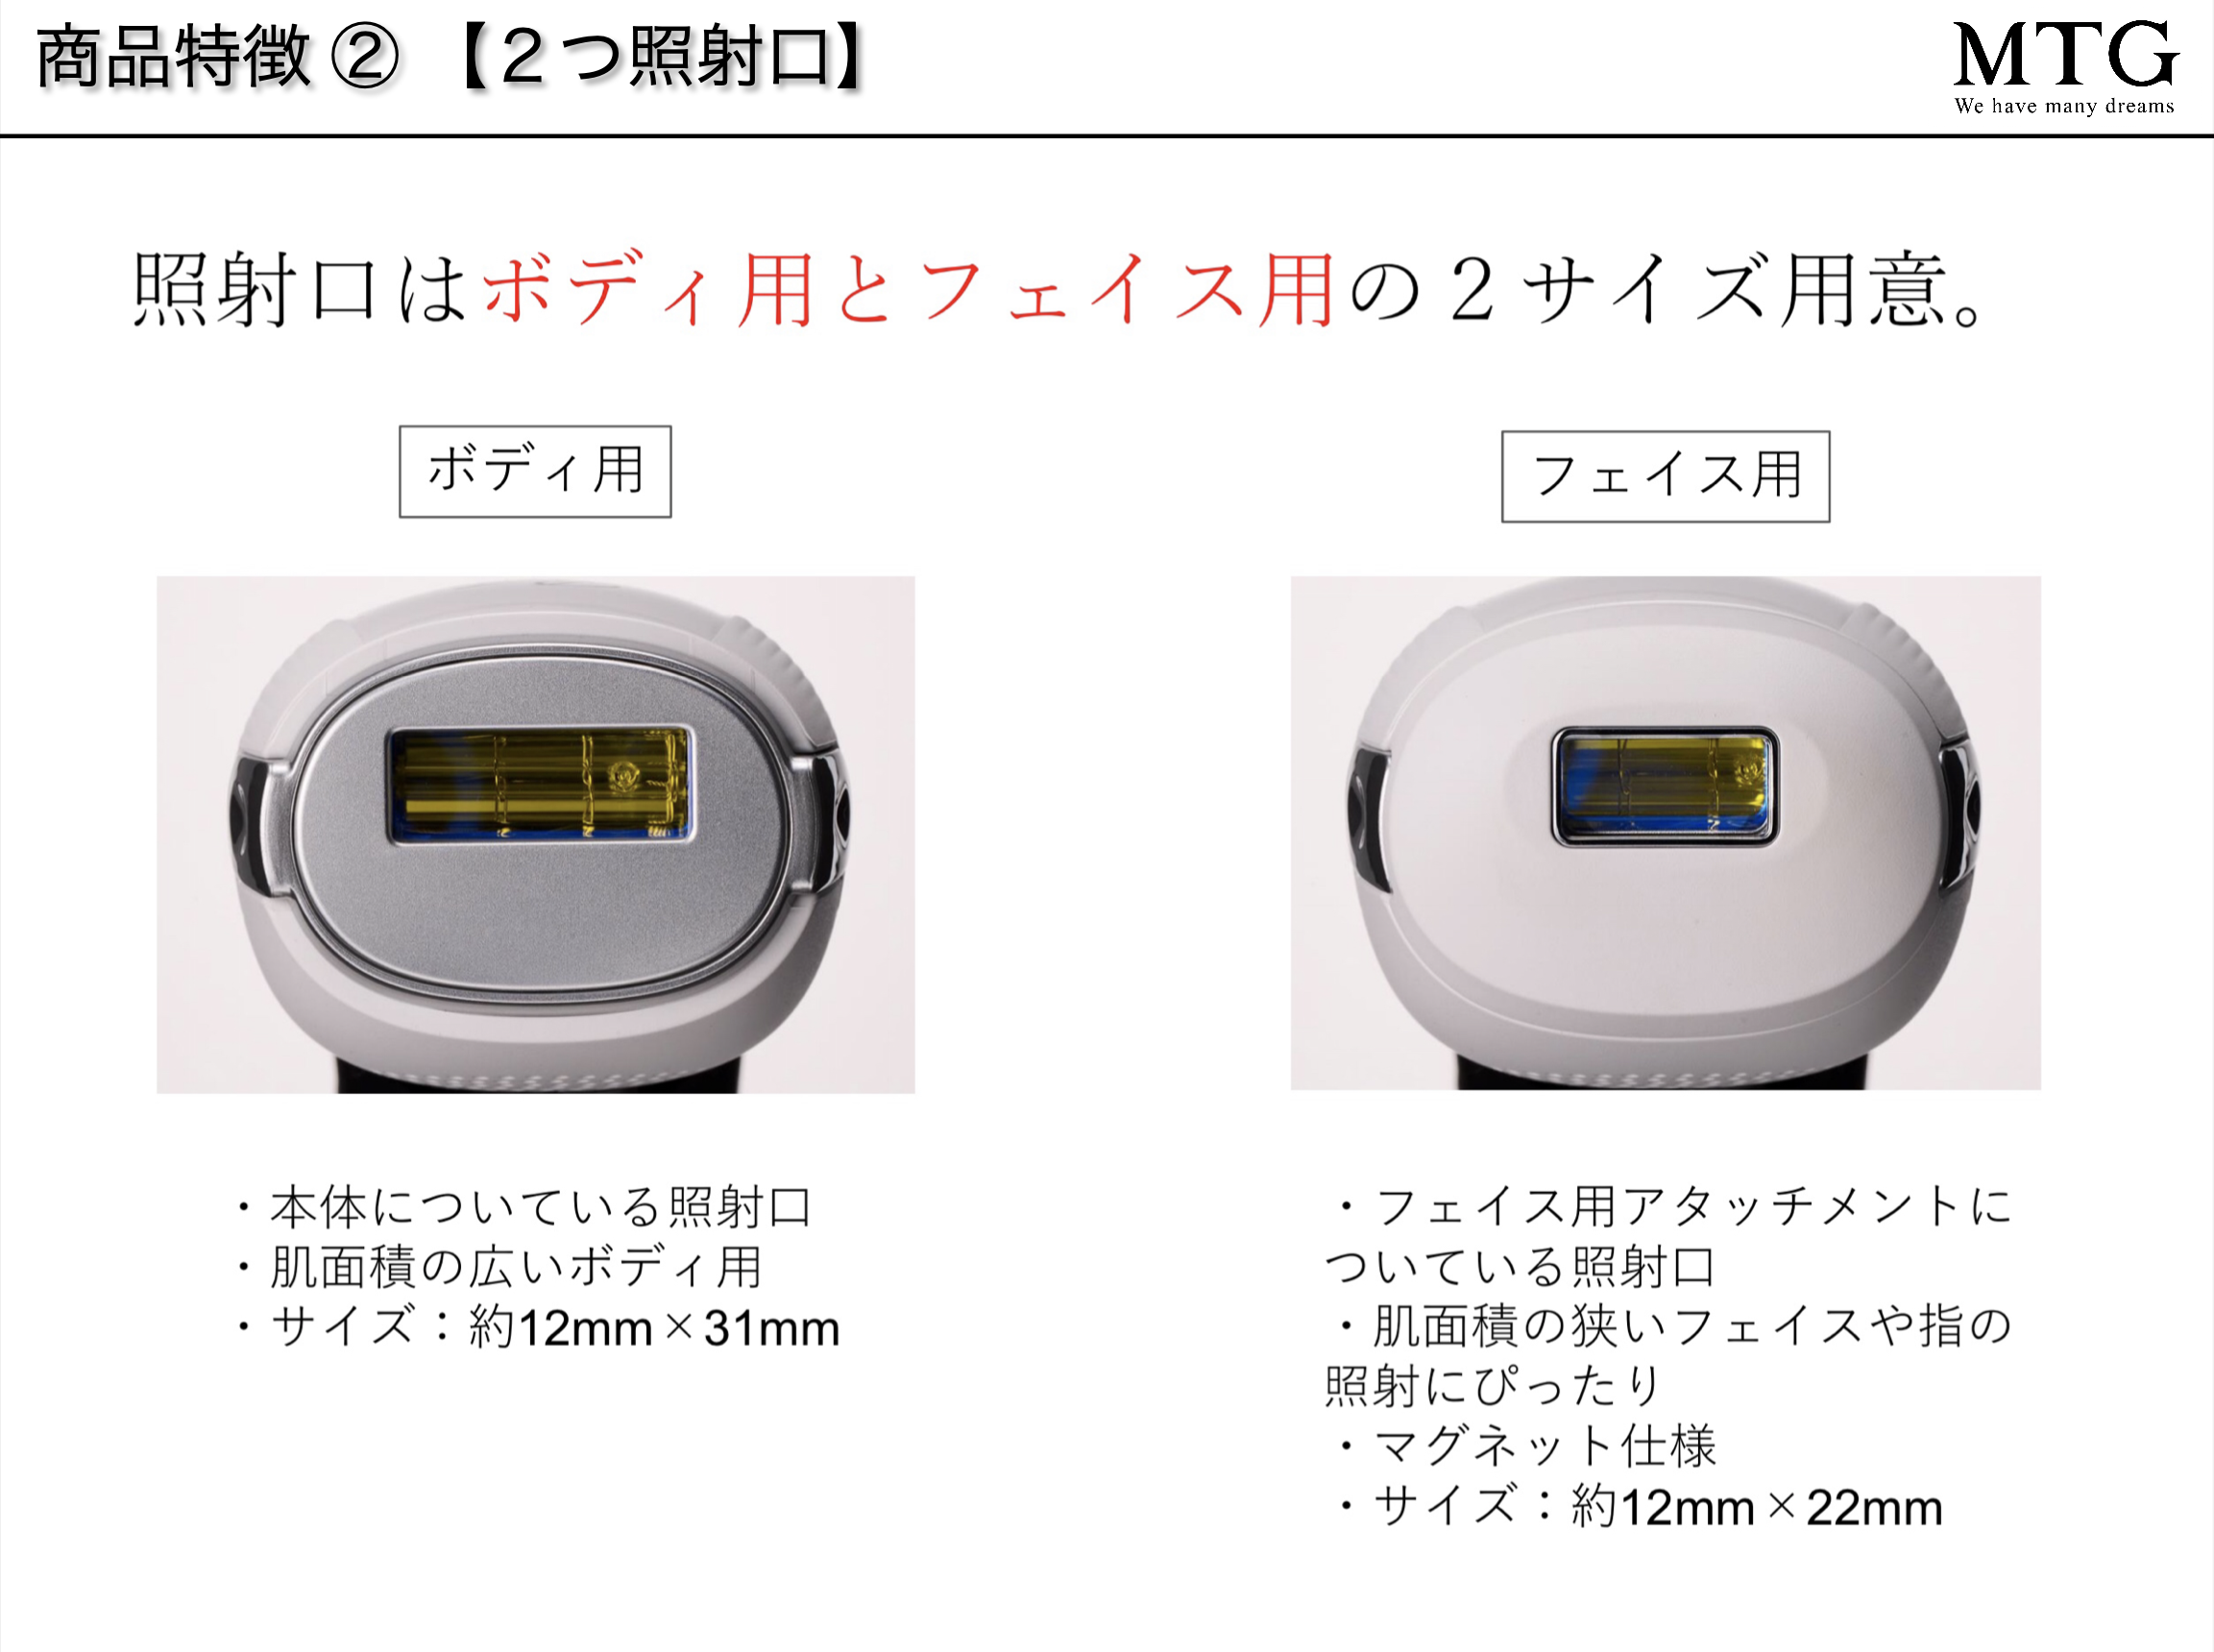 商品特徴 ② 【２つ照射口】
MTG
We have many dreams
照射口はボディ用とフェイス用の２サイズ用意。
ボディ用
フェイス用
・本体についている照射口
・肌面積の広いボディ用
・サイズ：約12mm×31mm
・フェイス用アタッチメントに
ついている照射口
・肌面積の狭いフェイスや指の
照射にぴったり
・マグネット仕様
・サイズ：約12mm×22mm